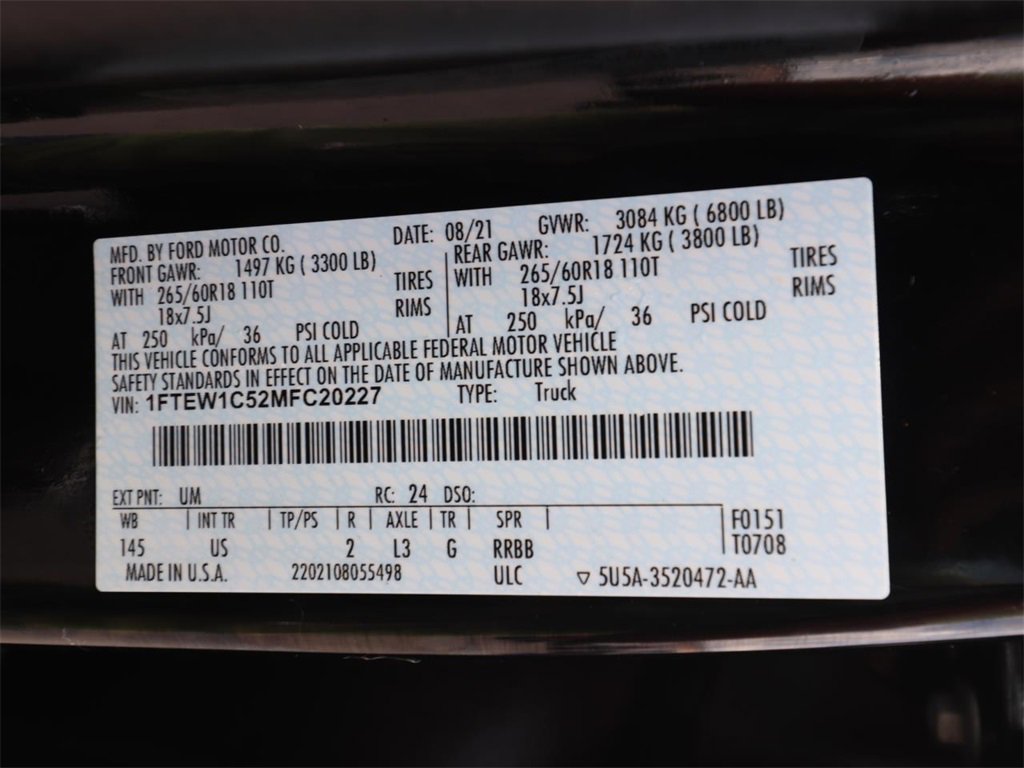 MFD. BY FORD MOTOR CO. DATE: 08/21 GVWR: 3084 KG ( 6800 LB)
FRONT GAWR: 1497 KG ( 3300 LB) REAR GAWR: 1724 KG ( 3800 LB)
WITH 265/60R18 110T TIRES WITH 265/60R18 110T TIRES
18x7.5J RIMS 18x7.5J RIMS
AT 250 kPa/ 36 PSI COLD AT 250 kPa/ 36 PSI COLD
THIS VEHICLE CONFORMS TO ALL APPLICABLE FEDERAL MOTOR VEHICLE
SAFETY STANDARDS IN EFFECT ON THE DATE OF MANUFACTURE SHOWN ABOVE.
VIN: 1FTEW1C52MFC20227 TYPE: Truck
EXT PNT: UM RC: 24 DSO:
WB INT TR TP/PS R AXLE TR SPR F0151
145 US 2 L3 G RRBB T0708
MADE IN U.S.A. 2202108055498 ULC ▽ 5U5A-3520472-AA